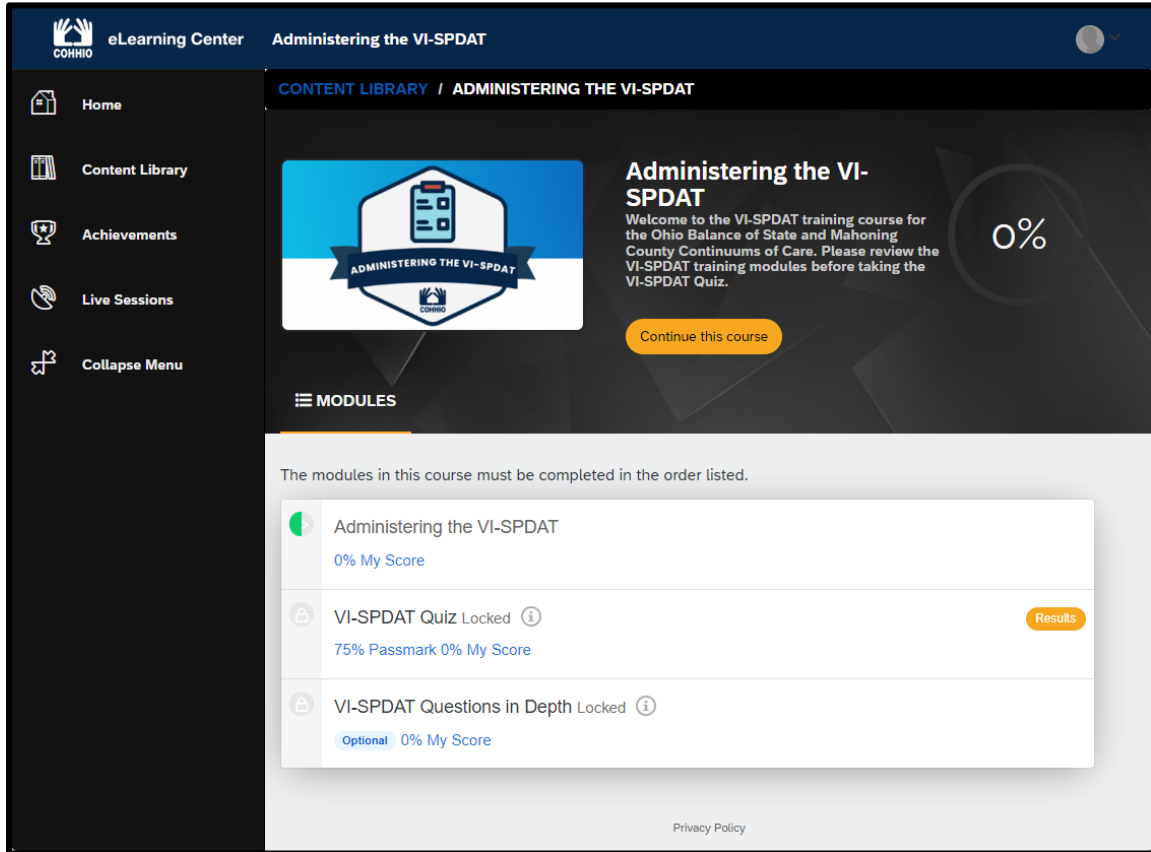 COHHIO
eLearning Center
Administering the VI-SPDAT
Home
Content Library
Achievements
Live Sessions
Collapse Menu
CONTENT LIBRARY / ADMINISTERING THE VI-SPDAT
ADMINISTERING THE VI-SPDAT
COHHIO
Administering the VI-
SPDAT
Welcome to the VI-SPDAT training course for
the Ohio Balance of State and Mahoning
County Continuums of Care. Please review the
VI-SPDAT training modules before taking the
VI-SPDAT Quiz.
0%
Continue this course
MODULES
The modules in this course must be completed in the order listed.
Administering the VI-SPDAT
0% My Score
VI-SPDAT Quiz Locked i
Results
75% Passmark 0% My Score
VI-SPDAT Questions in Depth Locked i
Optional 0% My Score
Privacy Policy